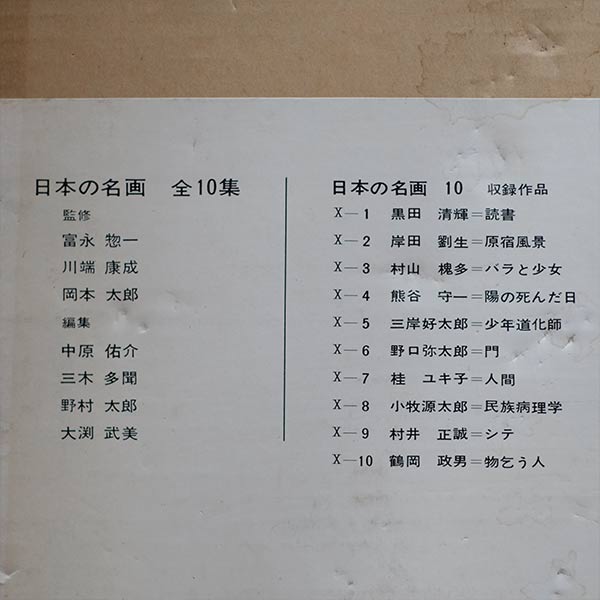 日本の名画 全10集
監修
富永 惣一
川端 康成
岡本 太郎
編集
中原 佑介
三木 多聞
野村 太郎
大渕 武美
日本の名画 10 収録作品
X—1 黒田 清輝=読書
X—2 岸田 劉生=原宿風景
X—3 村山 槐多=バラと少女
X—4 熊谷 守一=陽の死んだ日
X—5 三岸好太郎=少年道化師
X—6 野口弥太郎=門
X—7 桂 ユキ子=人間
X—8 小牧源太郎=民族病理学
X—9 村井 正誠=シテ
X—10 鶴岡 政男=物乞う人